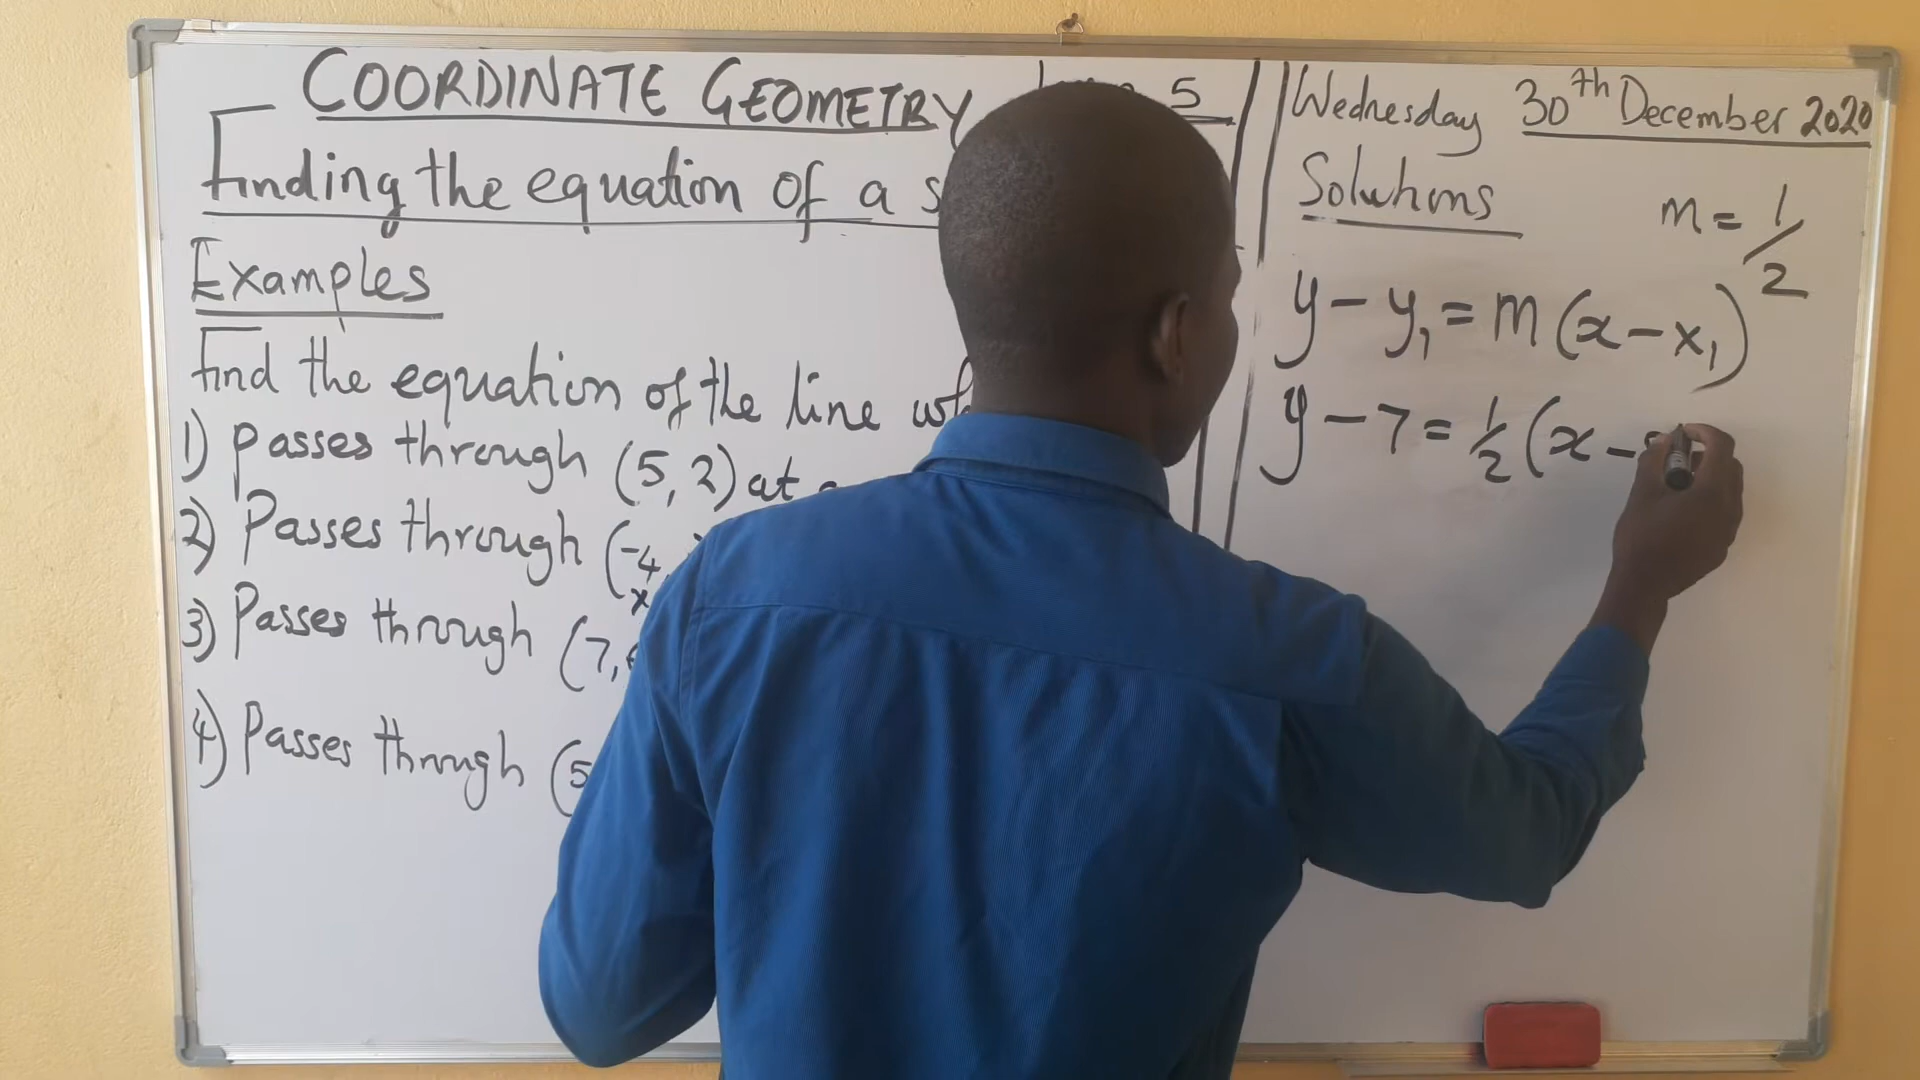 COORDINATE GEOMETRY 5
Finding the equation of a
Examples
Find the equation of the line
1) passes through (5, 2) at
2) Passes through (-4,
x
3) Passes through (7,
4) Passes through (5
Wednesday 30th December 2020
Solutions
m = 1/2
y - y₁ = m (x - x₁)
y - 7 = 1/2 (x -